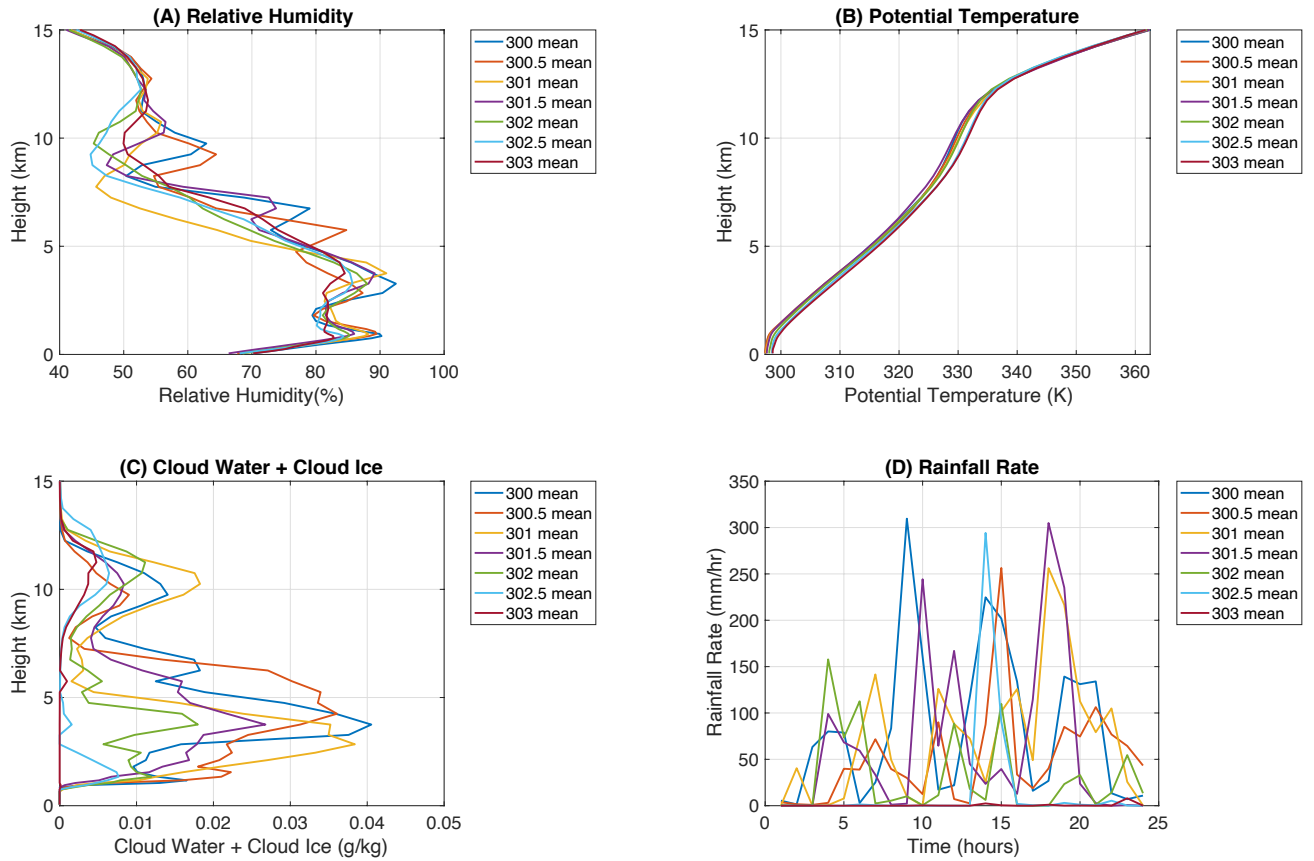 (A) Relative Humidity
15
10
5
0
Height (km)
40 50 60 70 80 90 100
Relative Humidity(%)
300 mean
300.5 mean
301 mean
301.5 mean
302 mean
302.5 mean
303 mean
(B) Potential Temperature
15
10
5
0
Height (km)
300 310 320 330 340 350 360
Potential Temperature (K)
300 mean
300.5 mean
301 mean
301.5 mean
302 mean
302.5 mean
303 mean
(C) Cloud Water + Cloud Ice
15
10
5
0
Height (km)
0 0.01 0.02 0.03 0.04 0.05
Cloud Water + Cloud Ice (g/kg)
300 mean
300.5 mean
301 mean
301.5 mean
302 mean
302.5 mean
303 mean
(D) Rainfall Rate
350
300
250
200
150
100
50
0
Rainfall Rate (mm/hr)
0 5 10 15 20 25
Time (hours)
300 mean
300.5 mean
301 mean
301.5 mean
302 mean
302.5 mean
303 mean